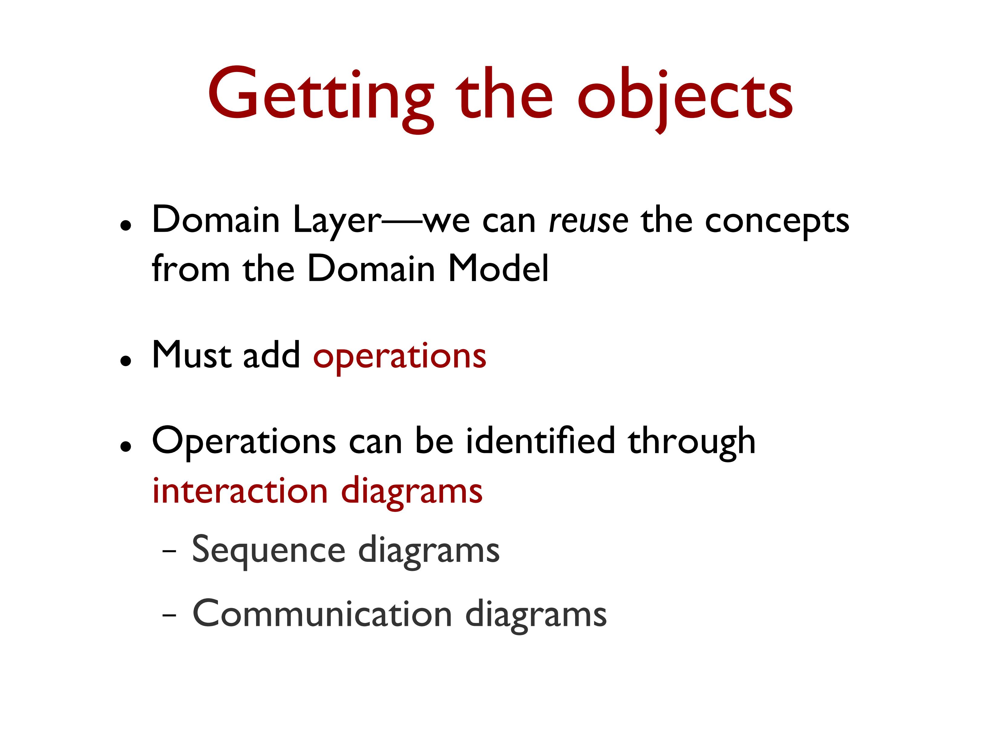 Getting the objects
• Domain Layer—we can reuse the concepts
from the Domain Model
• Must add operations
• Operations can be identified through
interaction diagrams
– Sequence diagrams
– Communication diagrams